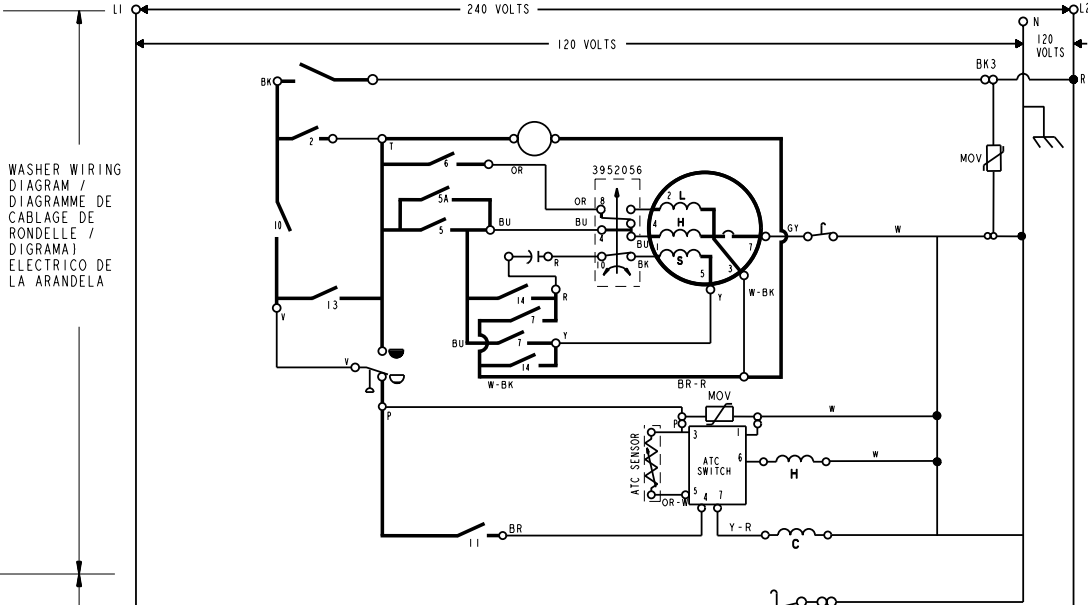 L1
240 VOLTS
L2
N
120 VOLTS
120
VOLTS
BK3
BK
R
2
T
MOV
WASHER WIRING
DIAGRAM /
DIAGRAMME DE
CABLAGE DE
RONDELLE /
DIGRAMA)
ELECTRICO DE
LA ARANDELA
6
OR
3952056
5A
OR
8
2
L
10
5
BU
BU
4
4
H
BU
GY
7
W
R
10
BK
1
S
5
3
13
14
R
Y
W-BK
V
7
BU
7
Y
V
14
W-BK
BR-R
MOV
P
W
P
3
1
ATC SENSOR
ATC
SWITCH
6
W
H
OR-W
5
4
7
11
BR
Y-R
C